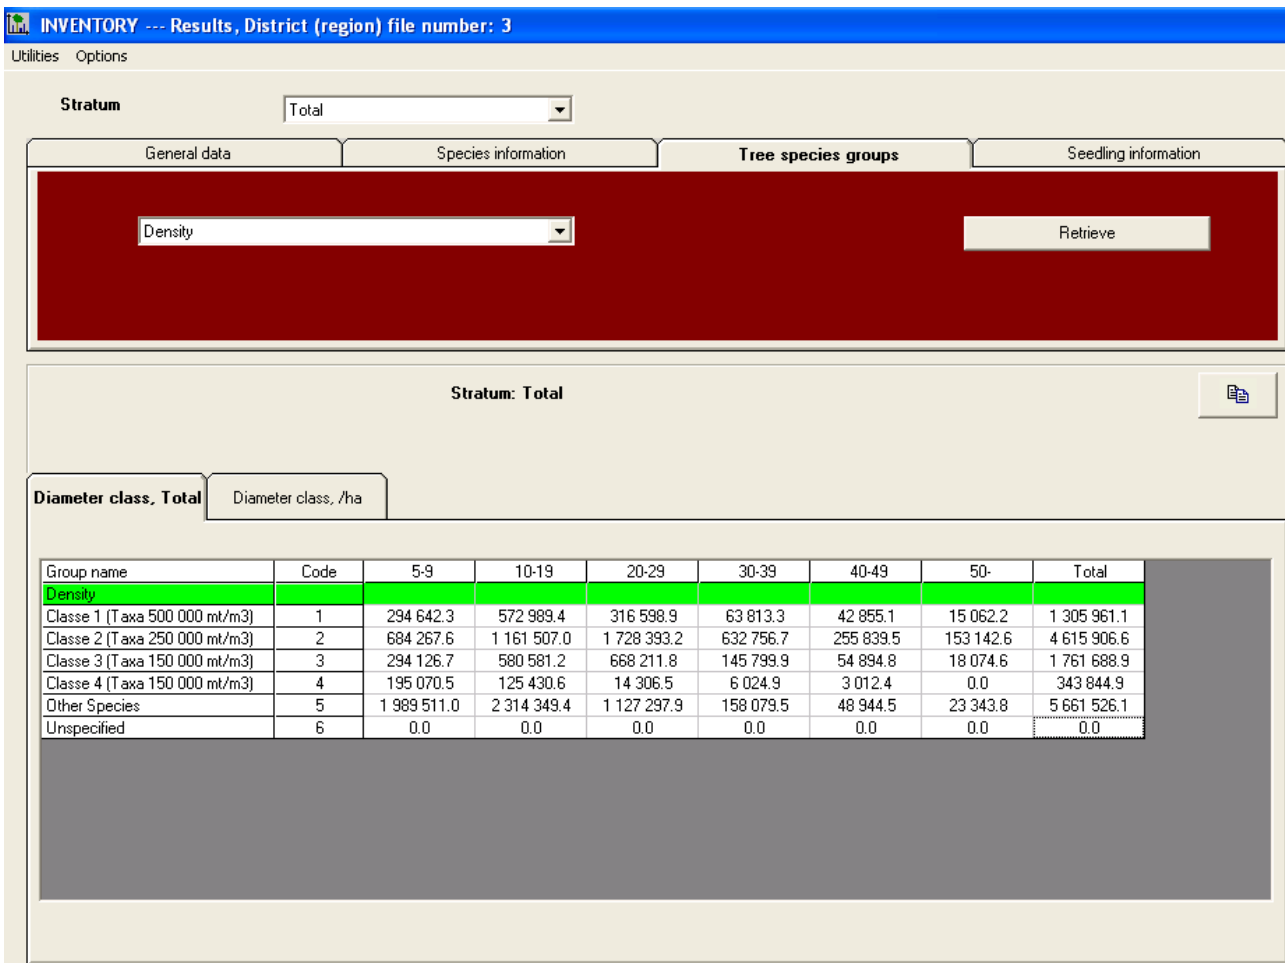 INVENTORY --- Results, District (region) file number: 3
Utilities Options
Stratum Total
General data Species information Tree species groups Seedling information
Density Retrieve
Stratum: Total
Diameter class, Total Diameter class, /ha
Group name Code 5-9 10-19 20-29 30-39 40-49 50- Total
Density
Classe 1 (Taxa 500 000 mt/m3) 1 294 642.3 572 989.4 316 598.9 63 813.3 42 855.1 15 062.2 1 305 961.1
Classe 2 (Taxa 250 000 mt/m3) 2 684 267.6 1 161 507.0 1 728 393.2 632 756.7 255 839.5 153 142.6 4 615 906.6
Classe 3 (Taxa 150 000 mt/m3) 3 294 126.7 580 581.2 668 211.8 145 799.9 54 894.8 18 074.6 1 761 688.9
Classe 4 (Taxa 150 000 mt/m3) 4 195 070.5 125 430.6 14 306.5 6 024.9 3 012.4 0.0 343 844.9
Other Species 5 1 989 511.0 2 314 349.4 1 127 297.9 158 079.5 48 944.5 23 343.8 5 661 526.1
Unspecified 6 0.0 0.0 0.0 0.0 0.0 0.0 0.0